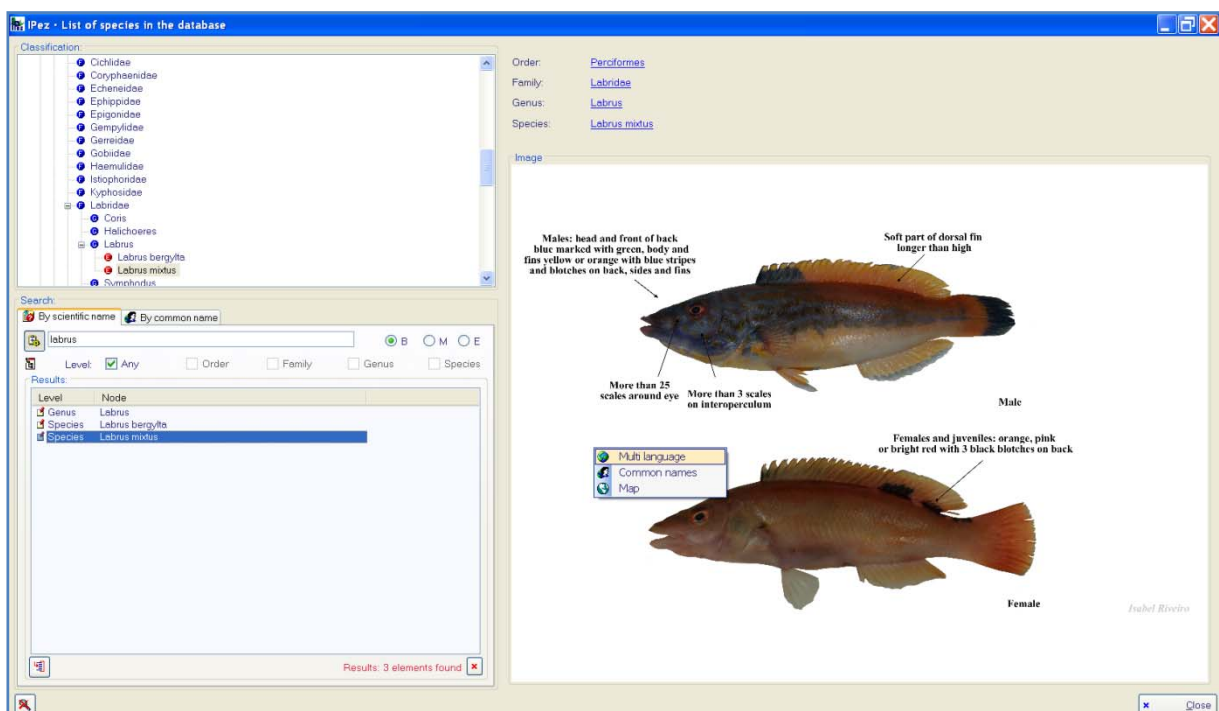 IPez - List of species in the database
Classification:
Cichlidae
Coryphaenidae
Echeneidae
Ephippidae
Epigonidae
Gempylidae
Gerreidae
Gobiidae
Haemulidae
Istiophoridae
Kyphosidae
Labridae
Coris
Halichoeres
Labrus
Labrus bergylta
Labrus mixtus
Symphodus
Search:
By scientific name By common name
labrus B M E
Level: Any Order Family Genus Species
Results:
Level Node
Genus Labrus
Species Labrus bergylta
Species Labrus mixtus
Results: 3 elements found
Order: Perciformes
Family: Labridae
Genus: Labrus
Species: Labrus mixtus
Image
Males: head and front of back
blue marked with green, body and
fins yellow or orange with blue stripes
and blotches on back, sides and fins
Soft part of dorsal fin
longer than high
More than 25
scales around eye
More than 3 scales
on interoperculum
Male
Multi language
Common names
Map
Females and juveniles: orange, pink
or bright red with 3 black blotches on back
Female
Isabel Riveiro
Close